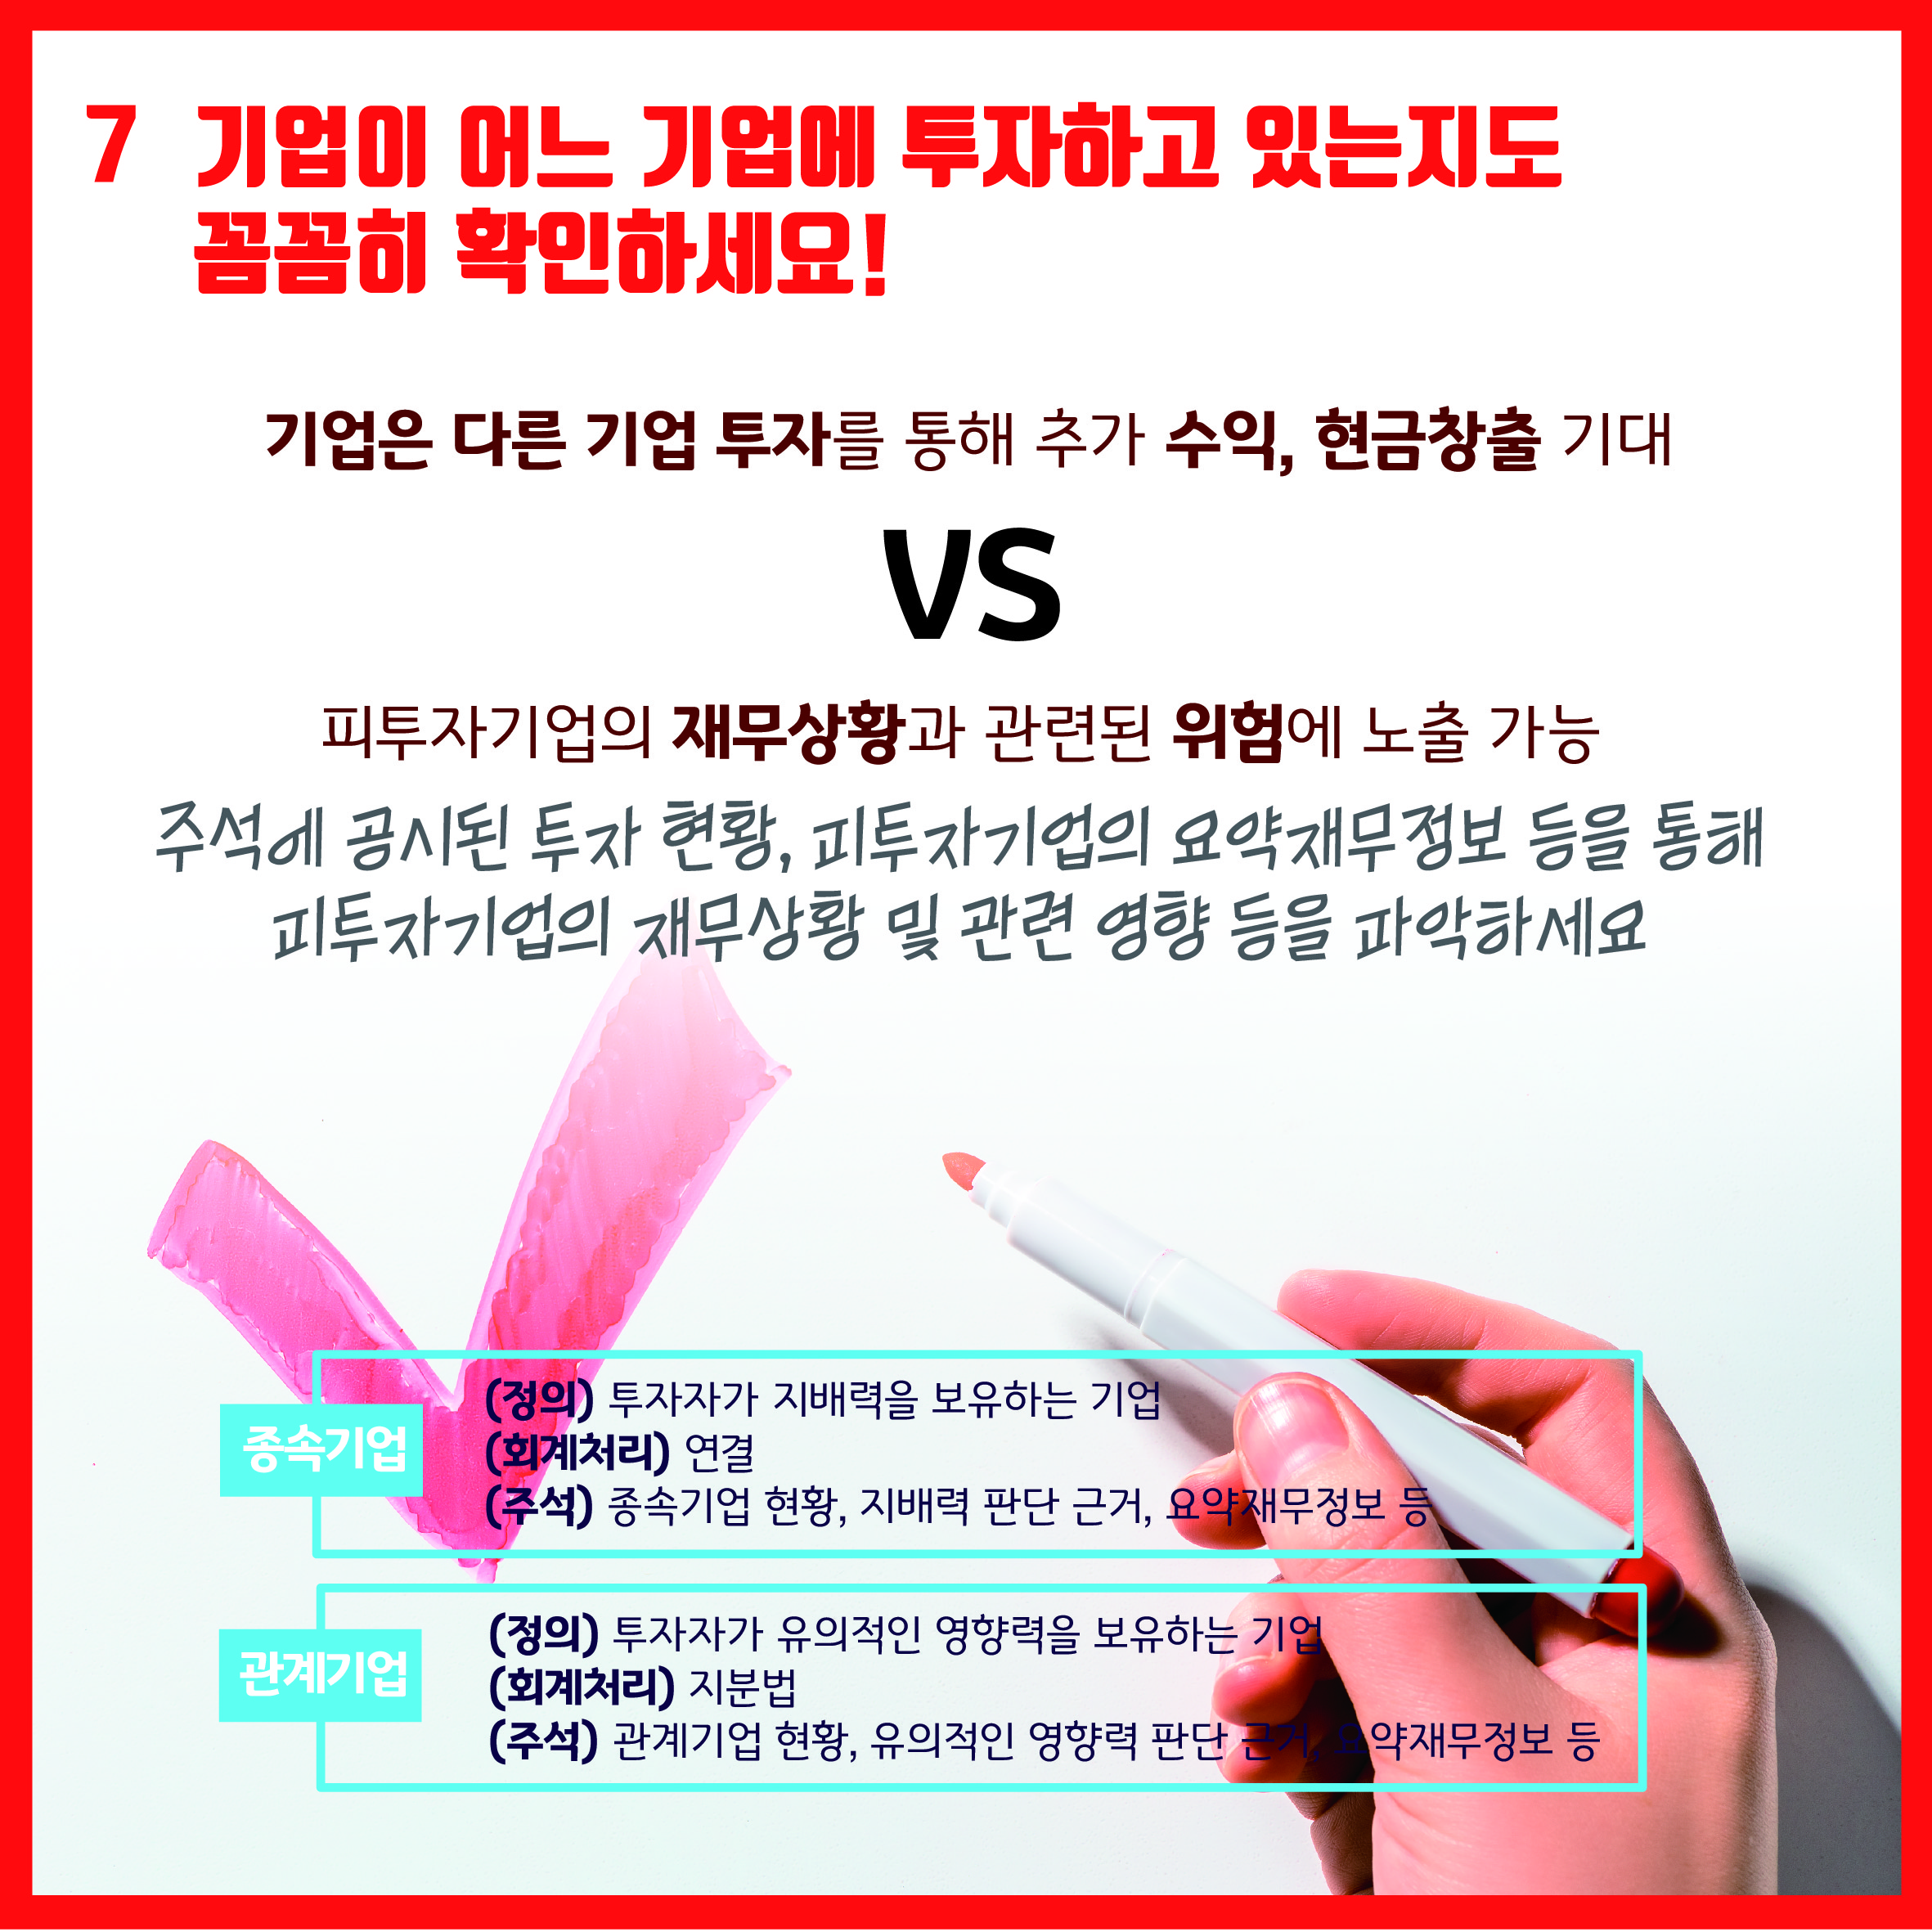 7 기업이 어느 기업에 투자하고 있는지도
꼼꼼히 확인하세요!
기업은 다른 기업 투자를 통해 추가 수익, 현금창출 기대
VS
피투자기업의 재무상황과 관련된 위험에 노출 가능
주석에 공시된 투자 현황, 피투자기업의 요약재무정보 등을 통해
피투자기업의 재무상황 및 관련 영향 등을 파악하세요
종속기업
(정의) 투자자가 지배력을 보유하는 기업
(회계처리) 연결
(주석) 종속기업 현황, 지배력 판단 근거, 요약재무정보 등
관계기업
(정의) 투자자가 유의적인 영향력을 보유하는 기업
(회계처리) 지분법
(주석) 관계기업 현황, 유의적인 영향력 판단 근거, 요약재무정보 등